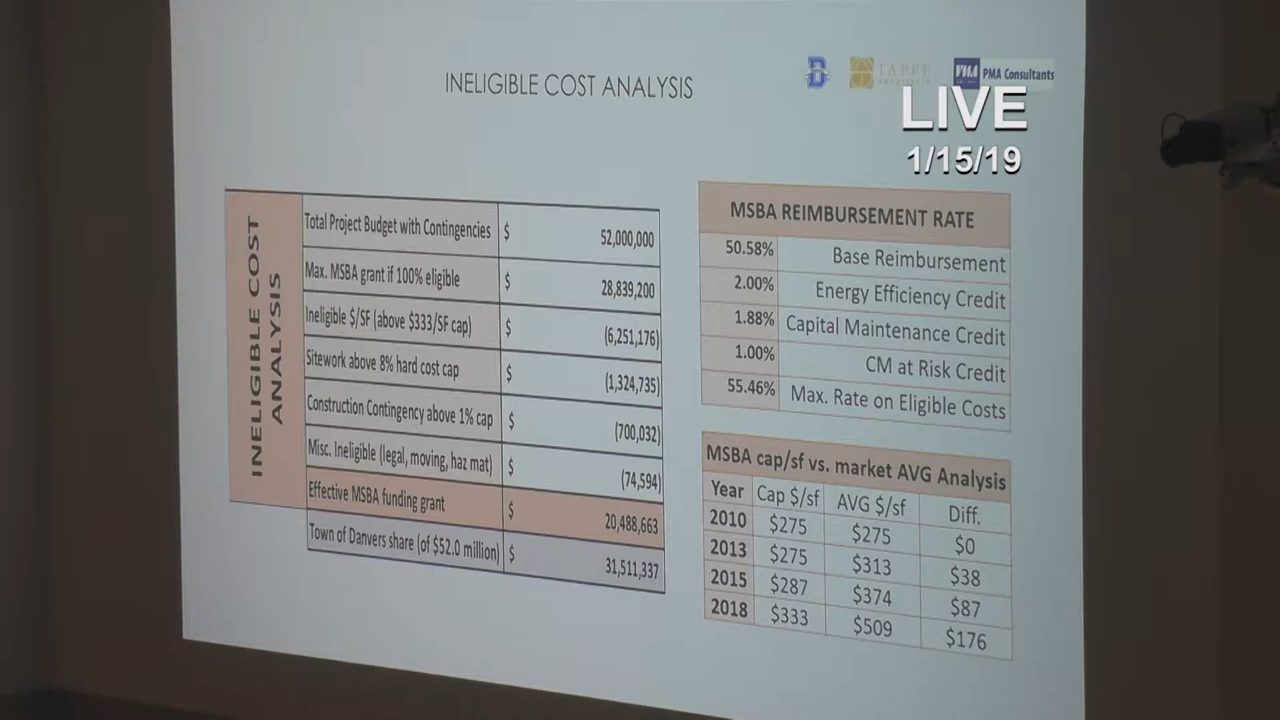 INELIGIBLE COST ANALYSIS
D
TAPPE
PMA
PMA Consultants
LIVE
1/15/19
INELIGIBLE COST
ANALYSIS
Total Project Budget with Contingencies $ 52,000,000
Max. MSBA grant if 100% eligible $ 28,839,200
Ineligible $/SF (above $333/SF cap) $ (6,251,176)
Sitework above 8% hard cost cap $ (1,324,735)
Construction Contingency above 1% cap $ (700,032)
Misc. Ineligible (legal, moving, haz mat) $ (74,594)
Effective MSBA funding grant $ 20,488,663
Town of Danvers share (of $52.0 million) $ 31,511,337
MSBA REIMBURSEMENT RATE
50.58% Base Reimbursement
2.00% Energy Efficiency Credit
1.88% Capital Maintenance Credit
1.00% CM at Risk Credit
55.46% Max. Rate on Eligible Costs
MSBA cap/sf vs. market AVG Analysis
Year Cap $/sf AVG $/sf Diff.
2010 $275 $275 $0
2013 $275 $313 $38
2015 $287 $374 $87
2018 $333 $509 $176